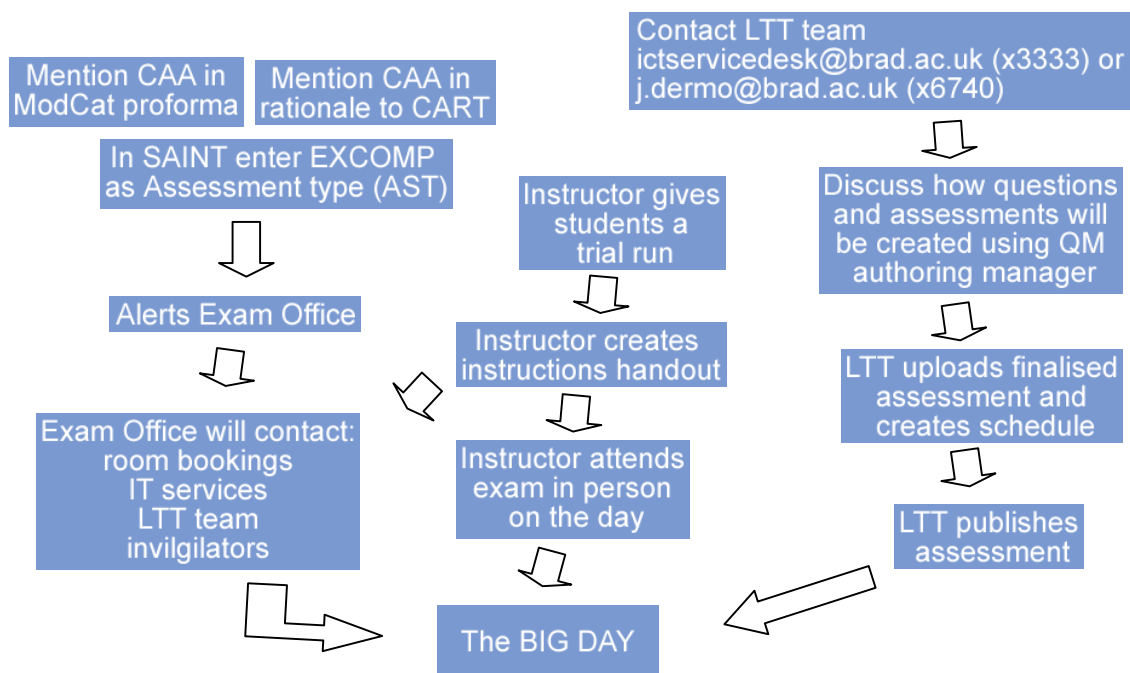 Mention CAA in
ModCat proforma
Mention CAA in
rationale to CART
In SAINT enter EXCOMP
as Assessment type (AST)
Alerts Exam Office
Exam Office will contact:
room bookings
IT services
LTT team
invilgilators
Instructor gives
students a
trial run
Instructor creates
instructions handout
Instructor attends
exam in person
on the day
Contact LTT team
ictservicedesk@brad.ac.uk (x3333) or
j.dermo@brad.ac.uk (x6740)
Discuss how questions
and assessments will
be created using QM
authoring manager
LTT uploads finalised
assessment and
creates schedule
LTT publishes
assessment
The BIG DAY